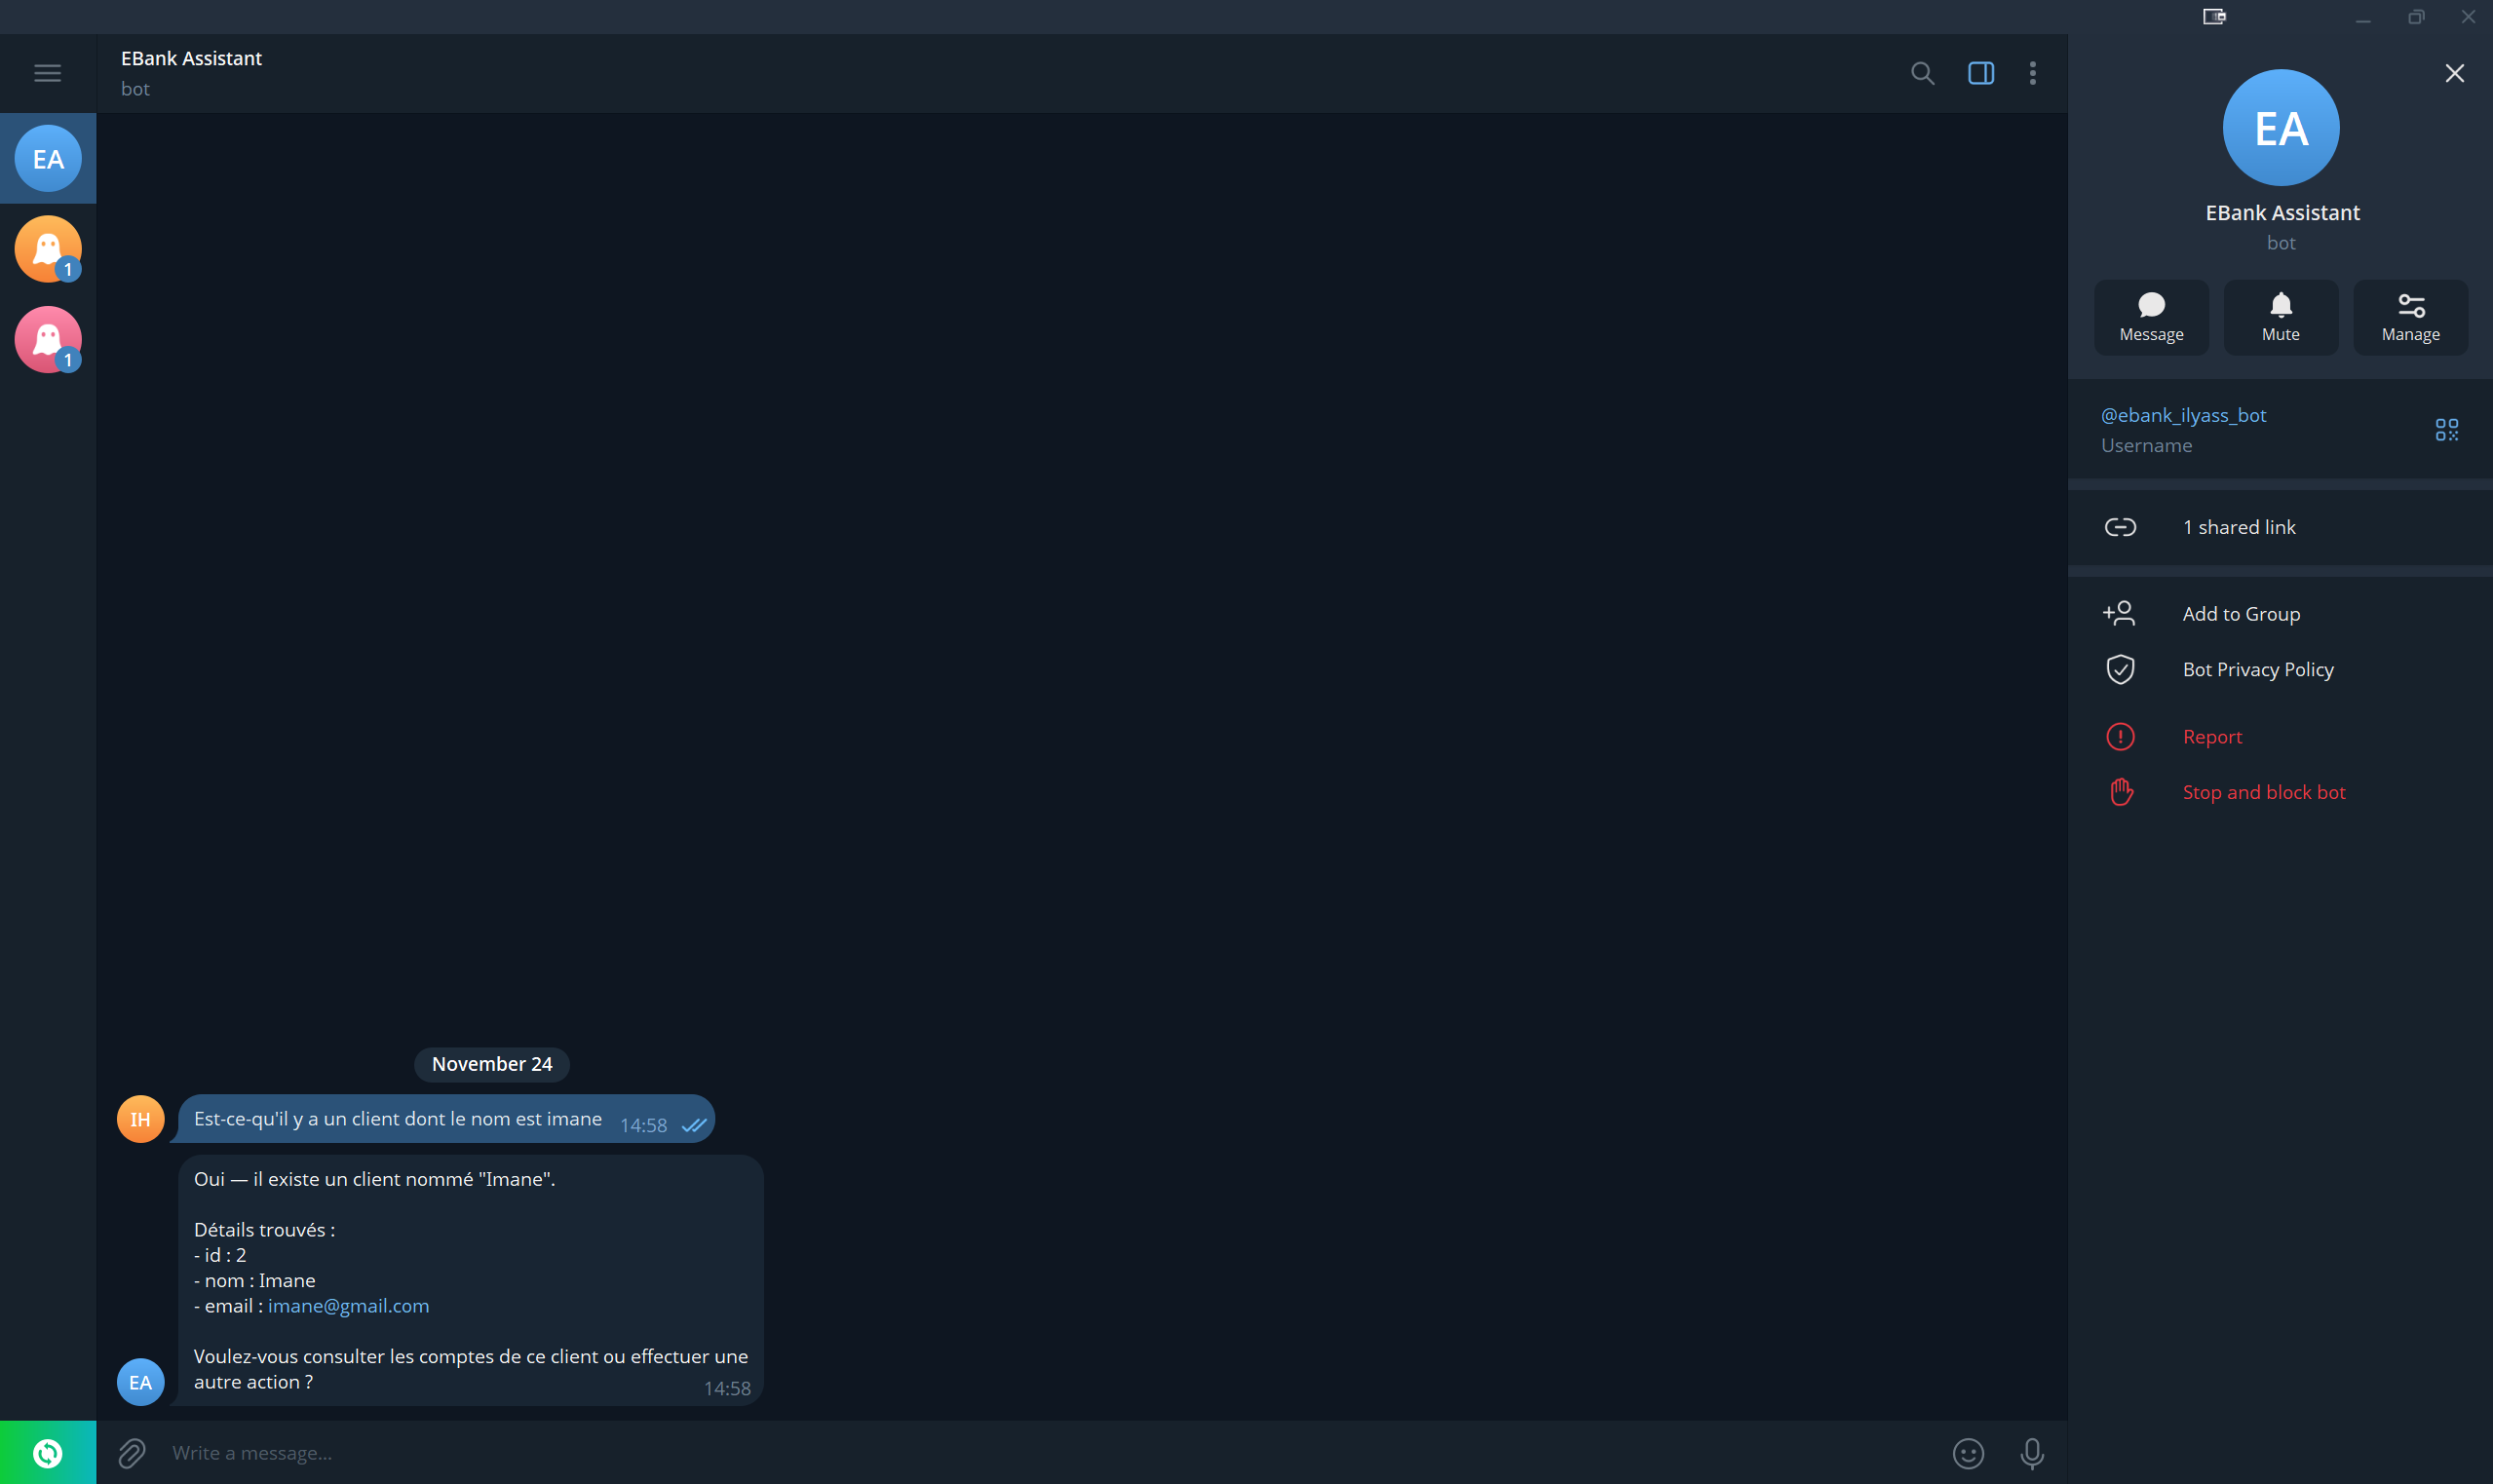 EBank Assistant
bot
EA
1
1
November 24
IH
Est-ce-qu'il y a un client dont le nom est imane 14:58
Oui — il existe un client nommé "Imane".
Détails trouvés :
- id : 2
- nom : Imane
- email : imane@gmail.com
Voulez-vous consulter les comptes de ce client ou effectuer une
autre action ?
14:58
EA
Write a message...
EA
EBank Assistant
bot
Message
Mute
Manage
@ebank_ilyass_bot
Username
1 shared link
Add to Group
Bot Privacy Policy
Report
Stop and block bot